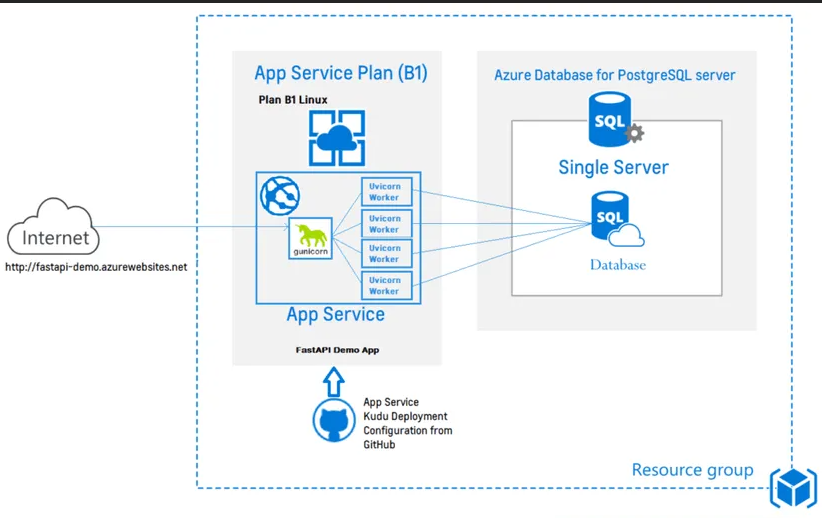 App Service Plan (B1)
Plan B1 Linux
Uvicorn
Worker
Uvicorn
Worker
Uvicorn
Worker
Uvicorn
Worker
gunicorn
App Service
FastAPI Demo App
Internet
http://fastapi-demo.azurewebsites.net
Azure Database for PostgreSQL server
SQL
Single Server
SQL
Database
App Service
Kudu Deployment
Configuration from
GitHub
Resource group